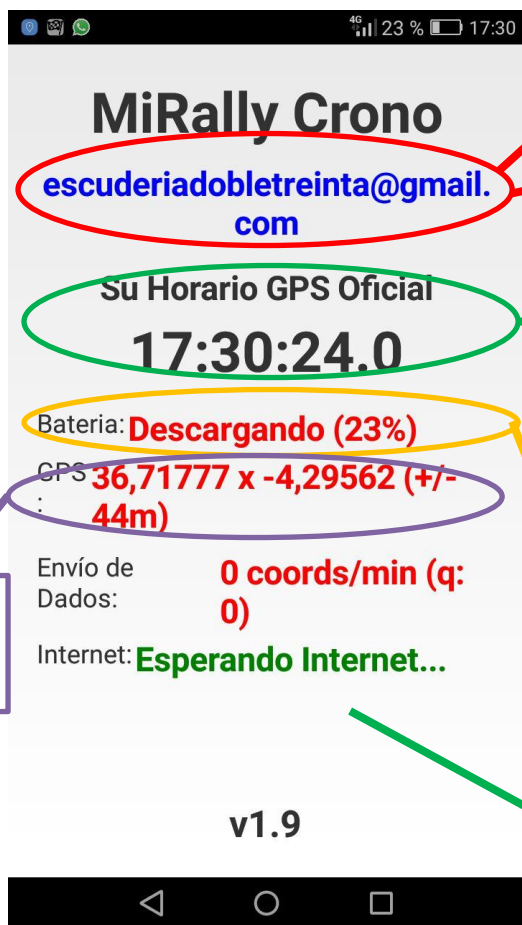 4G 23 % 17:30
MiRally Crono
escuderiadobletreinta@gmail.
com
Su Horario GPS Oficial
17:30:24.0
Bateria: Descargando (23%)
GPS 36,71777 x -4,29562 (+/-
: 44m)
Envío de 0 coords/min (q:
Dados: 0)
Internet: Esperando Internet...
v1.9